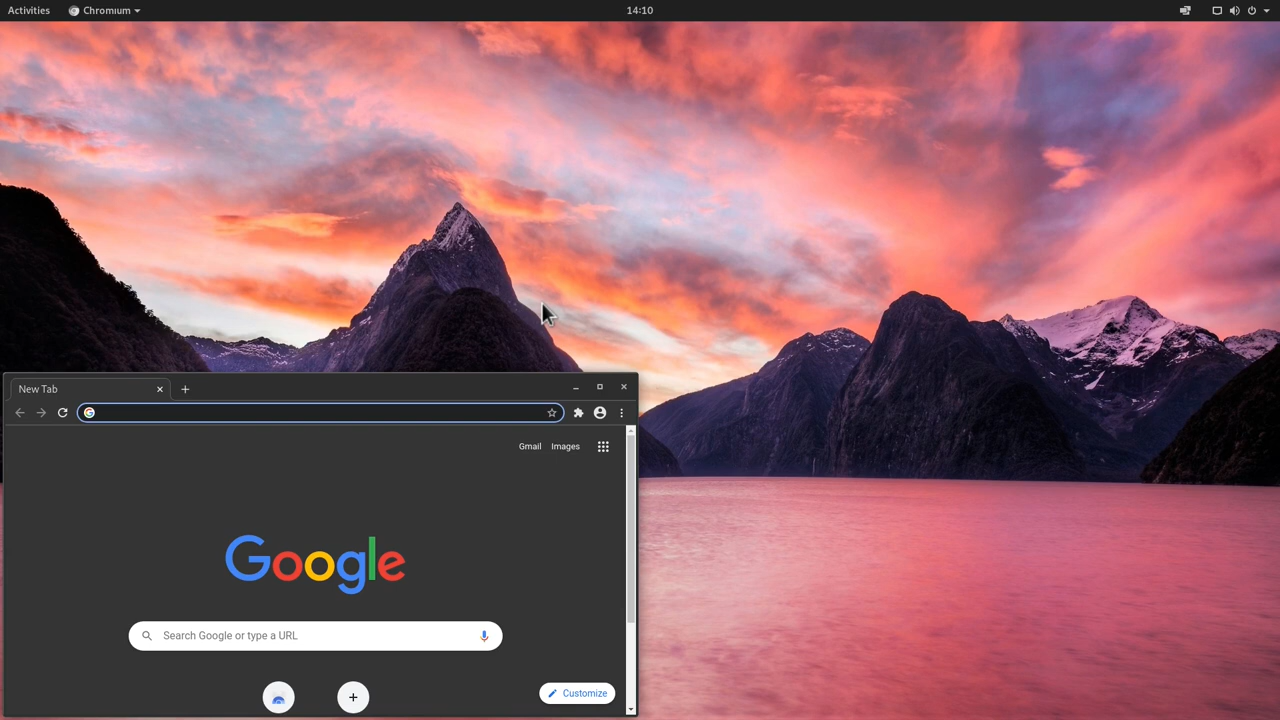 Activities Chromium 14:10
New Tab
Gmail Images
Google
Search Google or type a URL
Customize